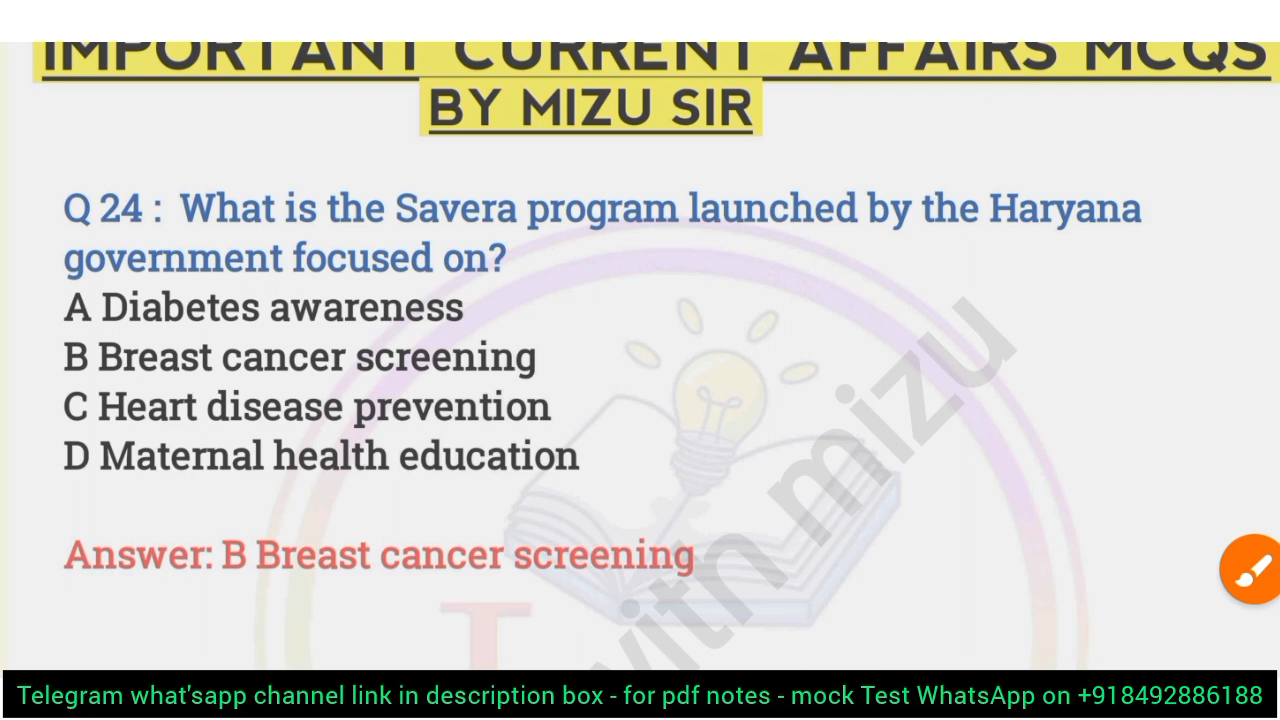 IMPORTANT CURRENT AFFAIRS MCQS
BY MIZU SIR
Q 24 : What is the Savera program launched by the Haryana
government focused on?
A Diabetes awareness
B Breast cancer screening
C Heart disease prevention
D Maternal health education
Answer: B Breast cancer screening
with mizu
Telegram what'sapp channel link in description box - for pdf notes - mock Test WhatsApp on +918492886188